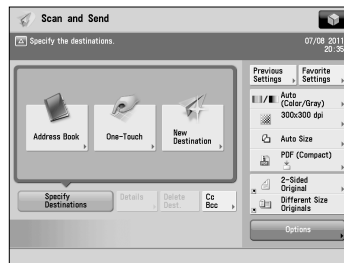 Scan and Send
Specify the destinations.
07/08 2011
20:35
Previous Settings
Favorite Settings
Auto (Color/Gray)
300x300 dpi
Address Book
One-Touch
New Destination
Auto Size
PDF (Compact)
2-Sided Original
Different Size Originals
Specify Destinations
Details
Delete Dest.
Cc Bcc
Options